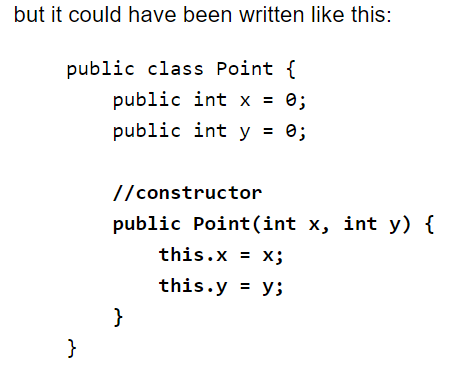 but it could have been written like this:
public class Point {
    public int x = 0;
    public int y = 0;

    //constructor
    public Point(int x, int y) {
        this.x = x;
        this.y = y;
    }
}